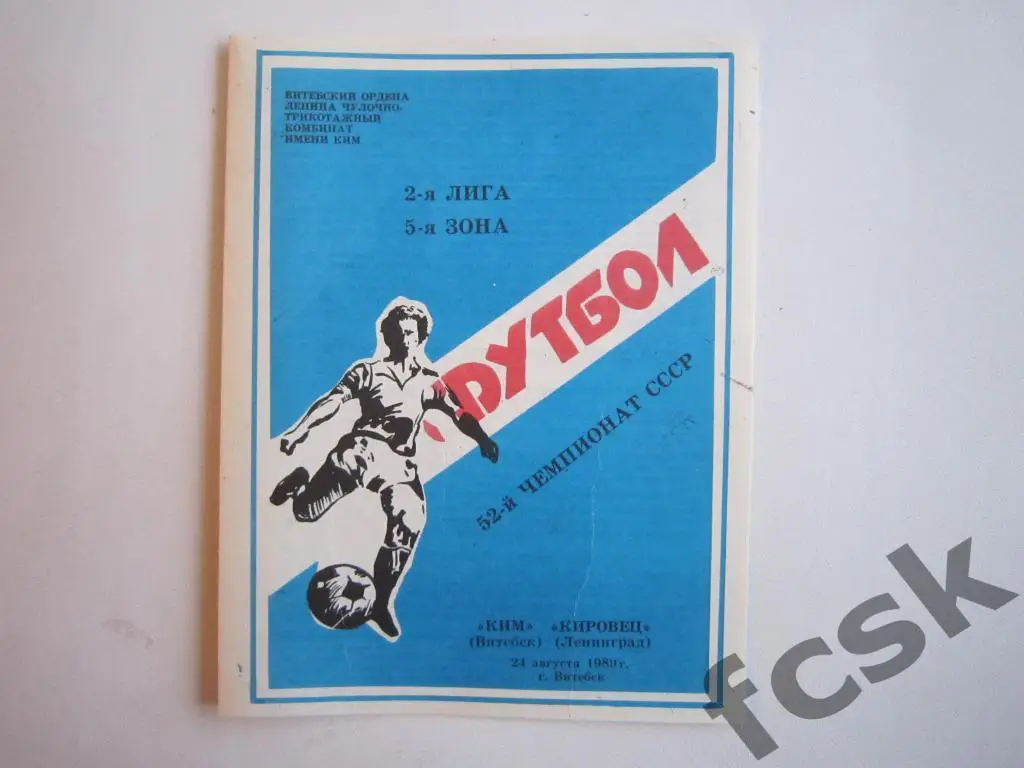 ВИТЕБСКИЙ ОРДЕНА
ЛЕНИНА ЧУЛОЧНО-
ТРИКОТАЖНЫЙ
КОМБИНАТ
ИМЕНИ КИМ
2-я ЛИГА
5-я ЗОНА
ФУТБОЛ
52-й ЧЕМПИОНАТ СССР
«КИМ» «КИРОВЕЦ»
(Витебск) (Ленинград)
24 августа 1989 г.
г. Витебск
fcsk